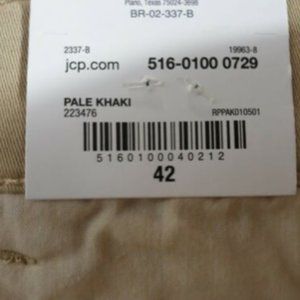 Plano, Texas 75024-3698
BR-02-337-B
2337-B 19963-8
jcp.com 516-0100 0729
PALE KHAKI
223476 RPPAK010501
5160100040212
42